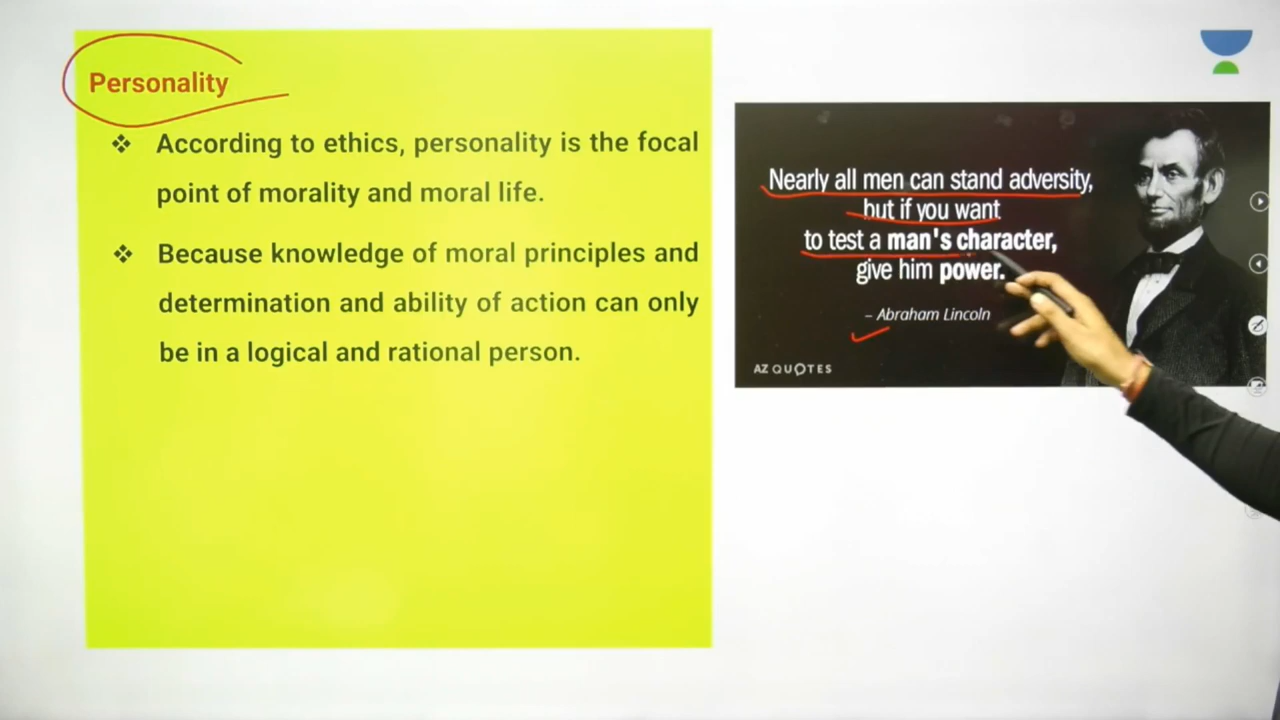 Personality
❖ According to ethics, personality is the focal
point of morality and moral life.
❖ Because knowledge of moral principles and
determination and ability of action can only
be in a logical and rational person.
Nearly all men can stand adversity,
but if you want
to test a man's character,
give him power.
– Abraham Lincoln
AZ QUOTES